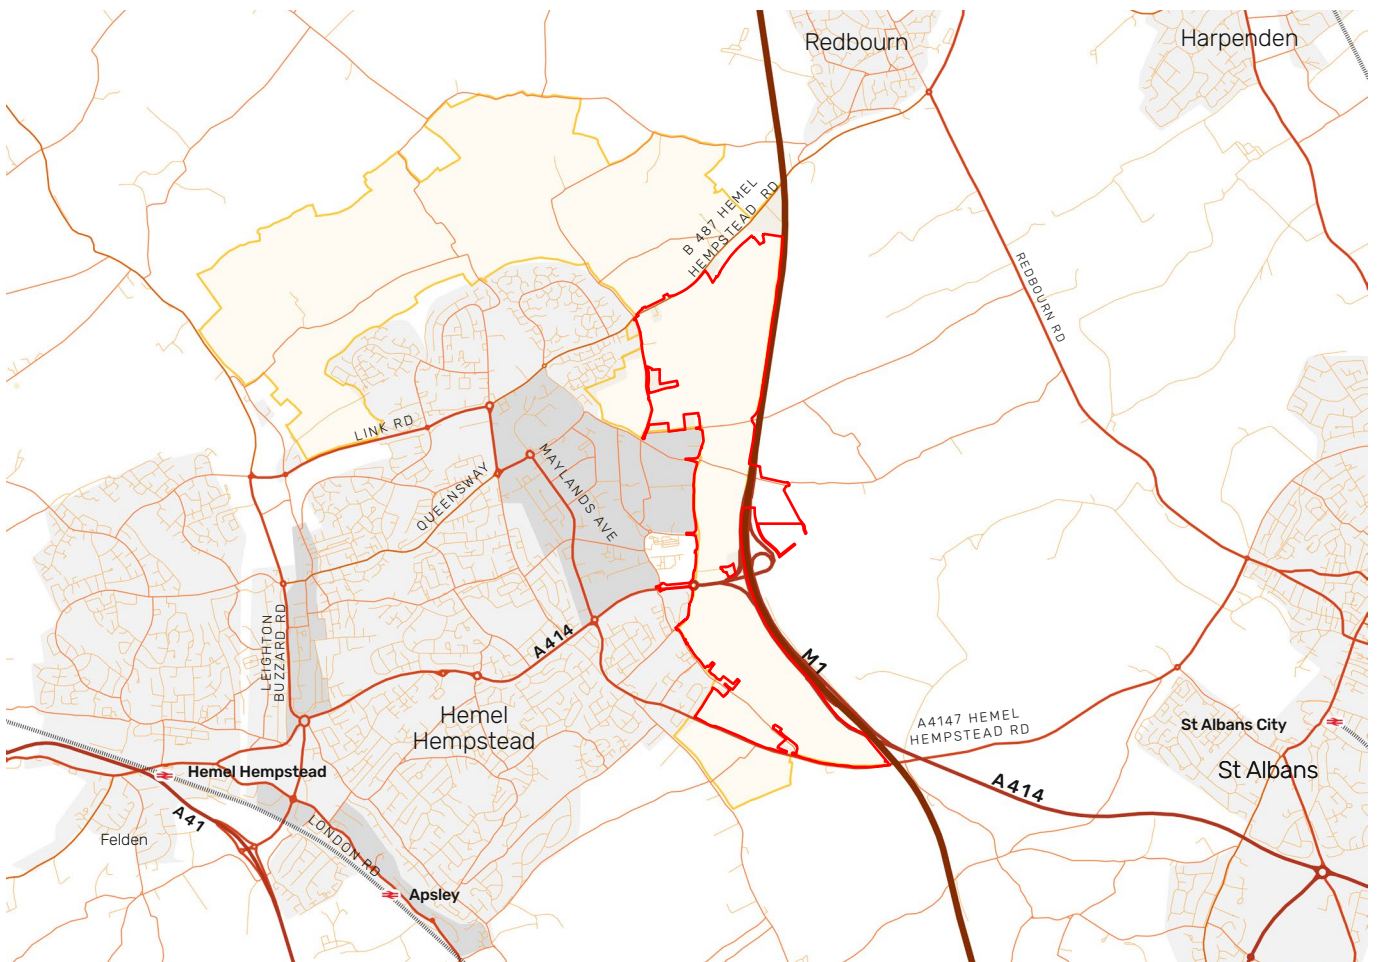 Redbourn
Harpenden
B 487 HEMEL
HEMPSTEAD RD
REDBOURN RD
LINK RD
QUEENSWAY
MAYLANDS AVE
LEIGHTON
BUZZARD RD
A414
M1
Hemel
Hempstead
A4147 HEMEL
HEMPSTEAD RD
St Albans City
St Albans
A414
Hemel Hempstead
A41
Felden
LONDON RD
Apsley